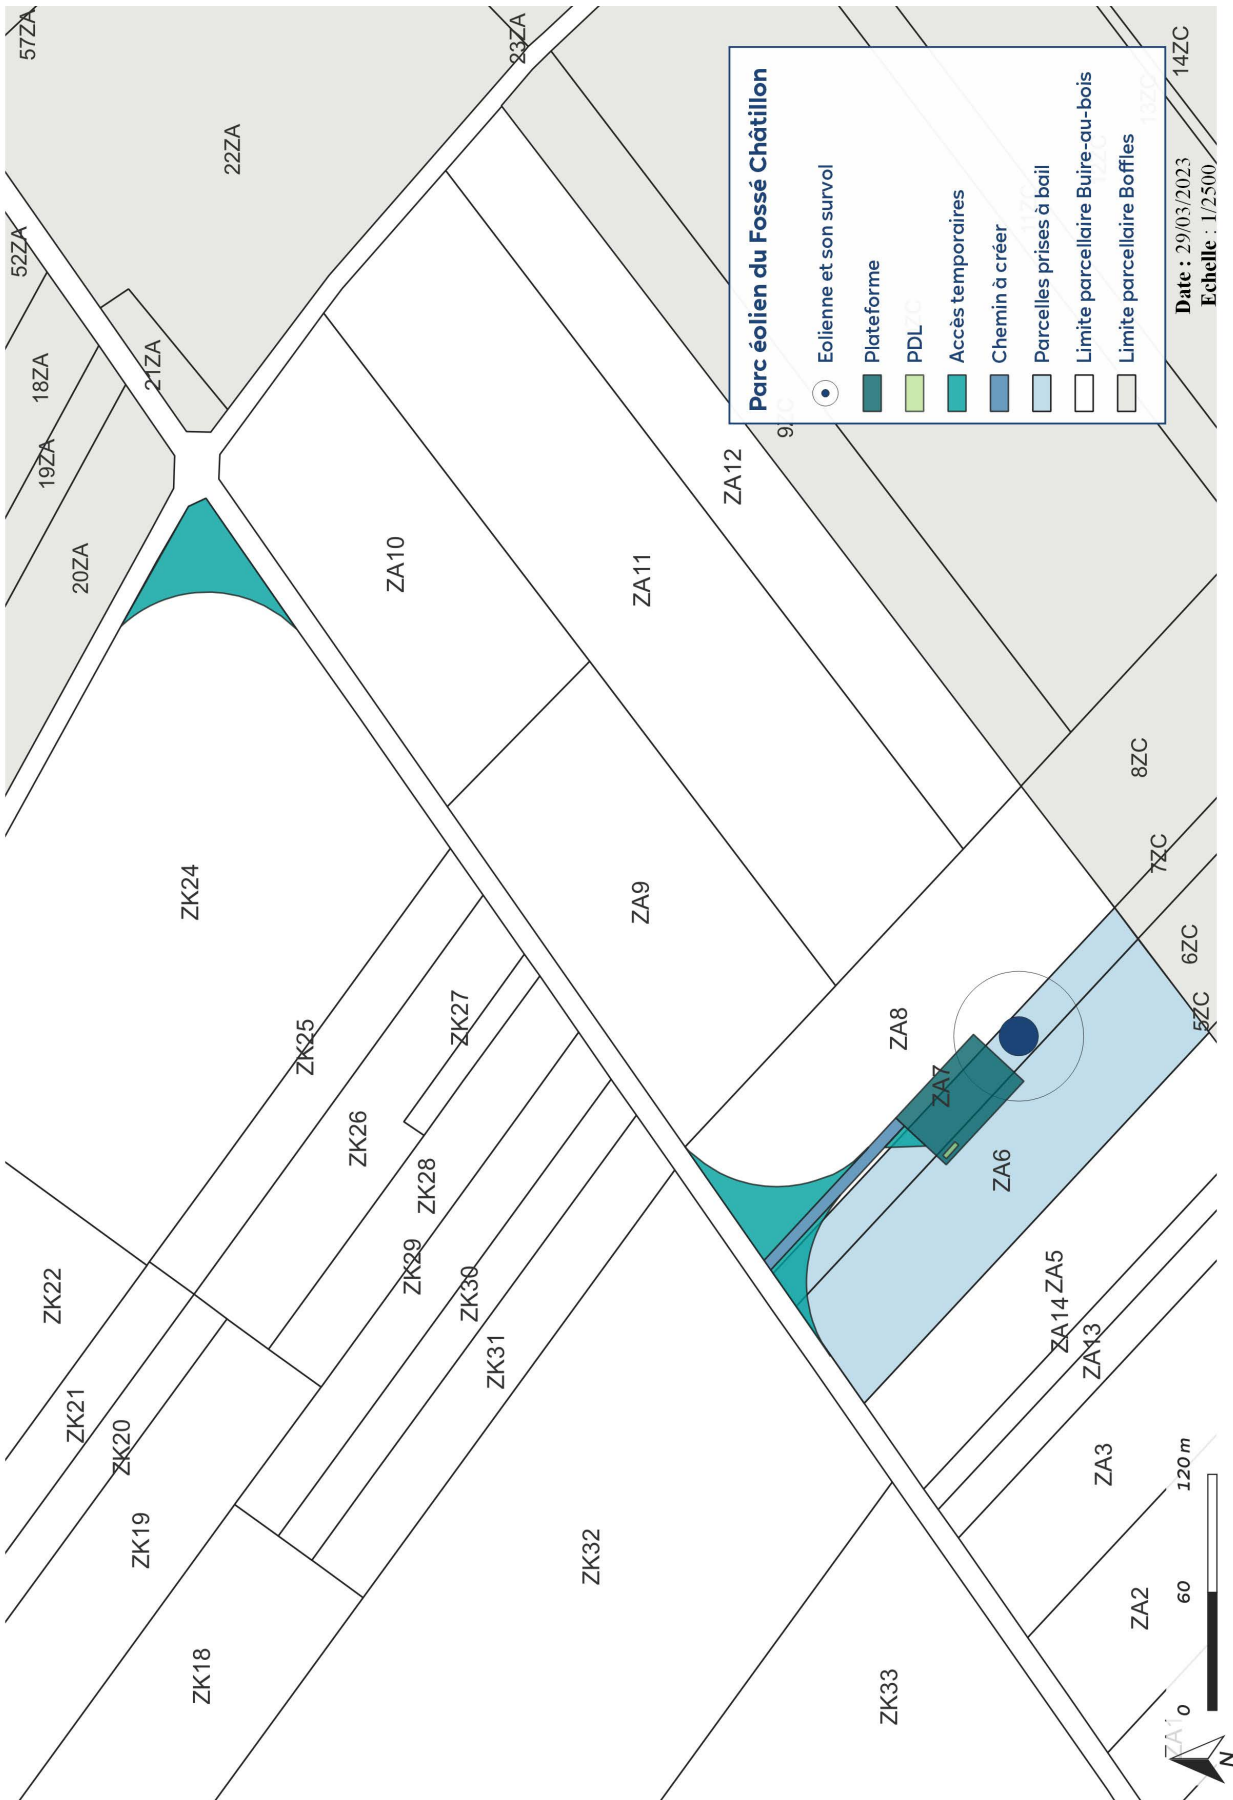 57ZA
23ZA
22ZA
52ZA
18ZA
21ZA
19ZA
20ZA
14ZC
Parc éolien du Fossé Châtillon
Eolienne et son survol
Plateforme
PDL
Accès temporaires
Chemin à créer
Parcelles prises à bail
Limite parcellaire Buire-au-bois
Limite parcellaire Boffles
13ZC
Date : 29/03/2023
Echelle : 1/2500
ZA12
ZA10
ZA11
ZK24
ZA9
8ZC
7ZC
6ZC
5ZC
ZK25
ZK27
ZK26
ZK28
ZA8
ZA7
ZA6
ZK22
ZK29
ZK30
ZK31
ZA5
ZA14
ZA13
ZK21
ZK20
ZK19
ZK32
ZA3
ZA2
ZK18
ZK33
ZA1
0 60 120 m
N